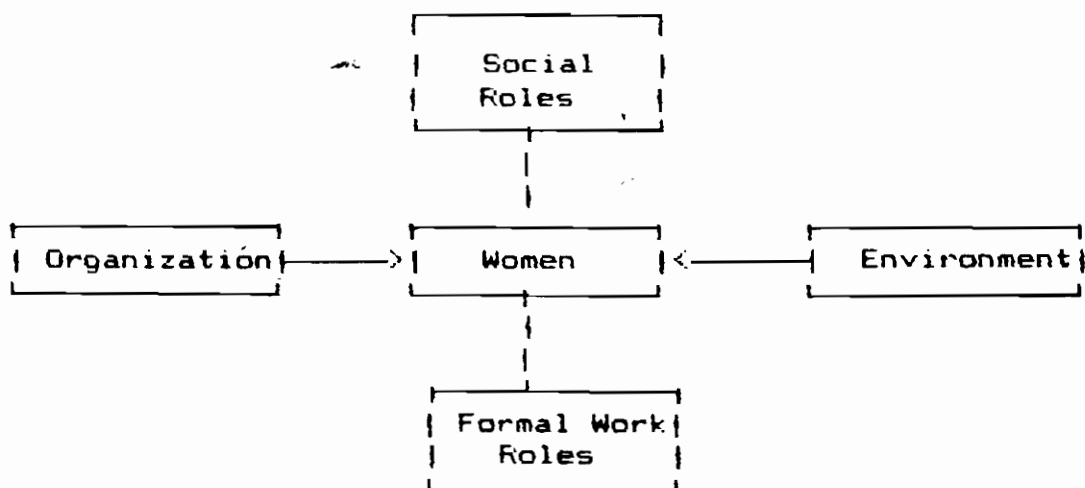 Social
Roles
Organization
Women
Environment
Formal Work
Roles